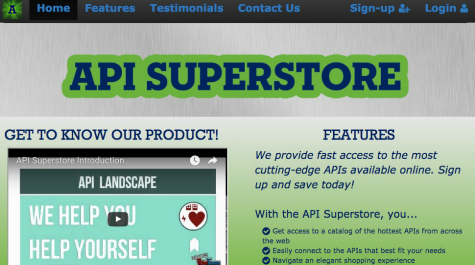 A Home Features Testimonials Contact Us Sign-up Login
API SUPERSTORE
GET TO KNOW OUR PRODUCT!
API Superstore Introduction
API LANDSCAPE
WE HELP YOU
HELP YOURSELF
FEATURES
We provide fast access to the most
cutting-edge APIs available online. Sign
up and save today!
With the API Superstore, you...
Get access to a catalog of the hottest APIs from across
the web
Easily connect to the APIs that best fit your needs
Navigate an elegant shopping experience